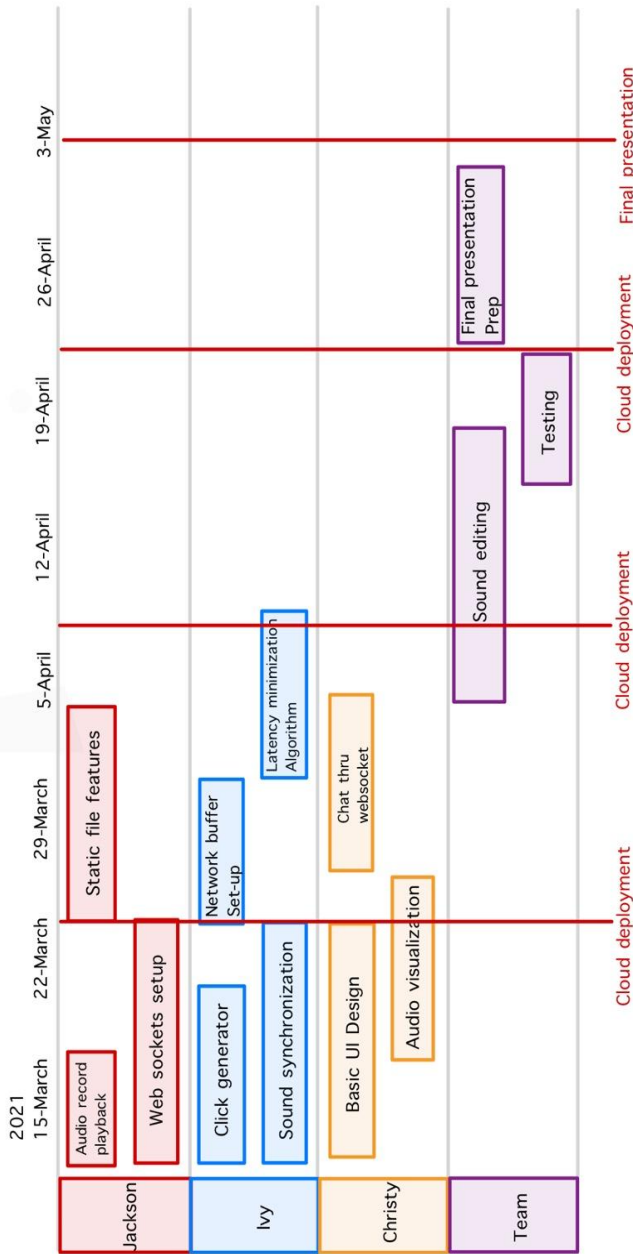 2021
15-March
22-March
29-March
5-April
12-April
19-April
26-April
3-May
Jackson
Audio record
playback
Static file features
Web sockets setup
Ivy
Click generator
Network buffer
Set-up
Sound synchronization
Latency minimization
Algorithm
Christy
Basic UI Design
Chat thru
websocket
Audio visualization
Team
Sound editing
Final presentation
Prep
Testing
Cloud deployment
Cloud deployment
Cloud deployment
Final presentation